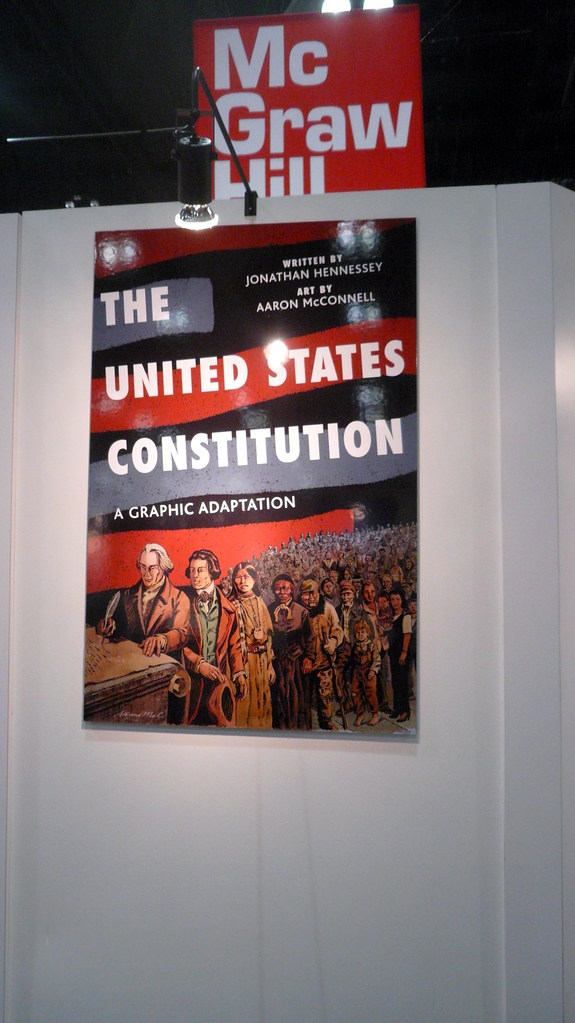 Mc
Graw
Hill
WRITTEN BY
JONATHAN HENNESSEY
ART BY
AARON McCONNELL
THE
UNITED STATES
CONSTITUTION
A GRAPHIC ADAPTATION